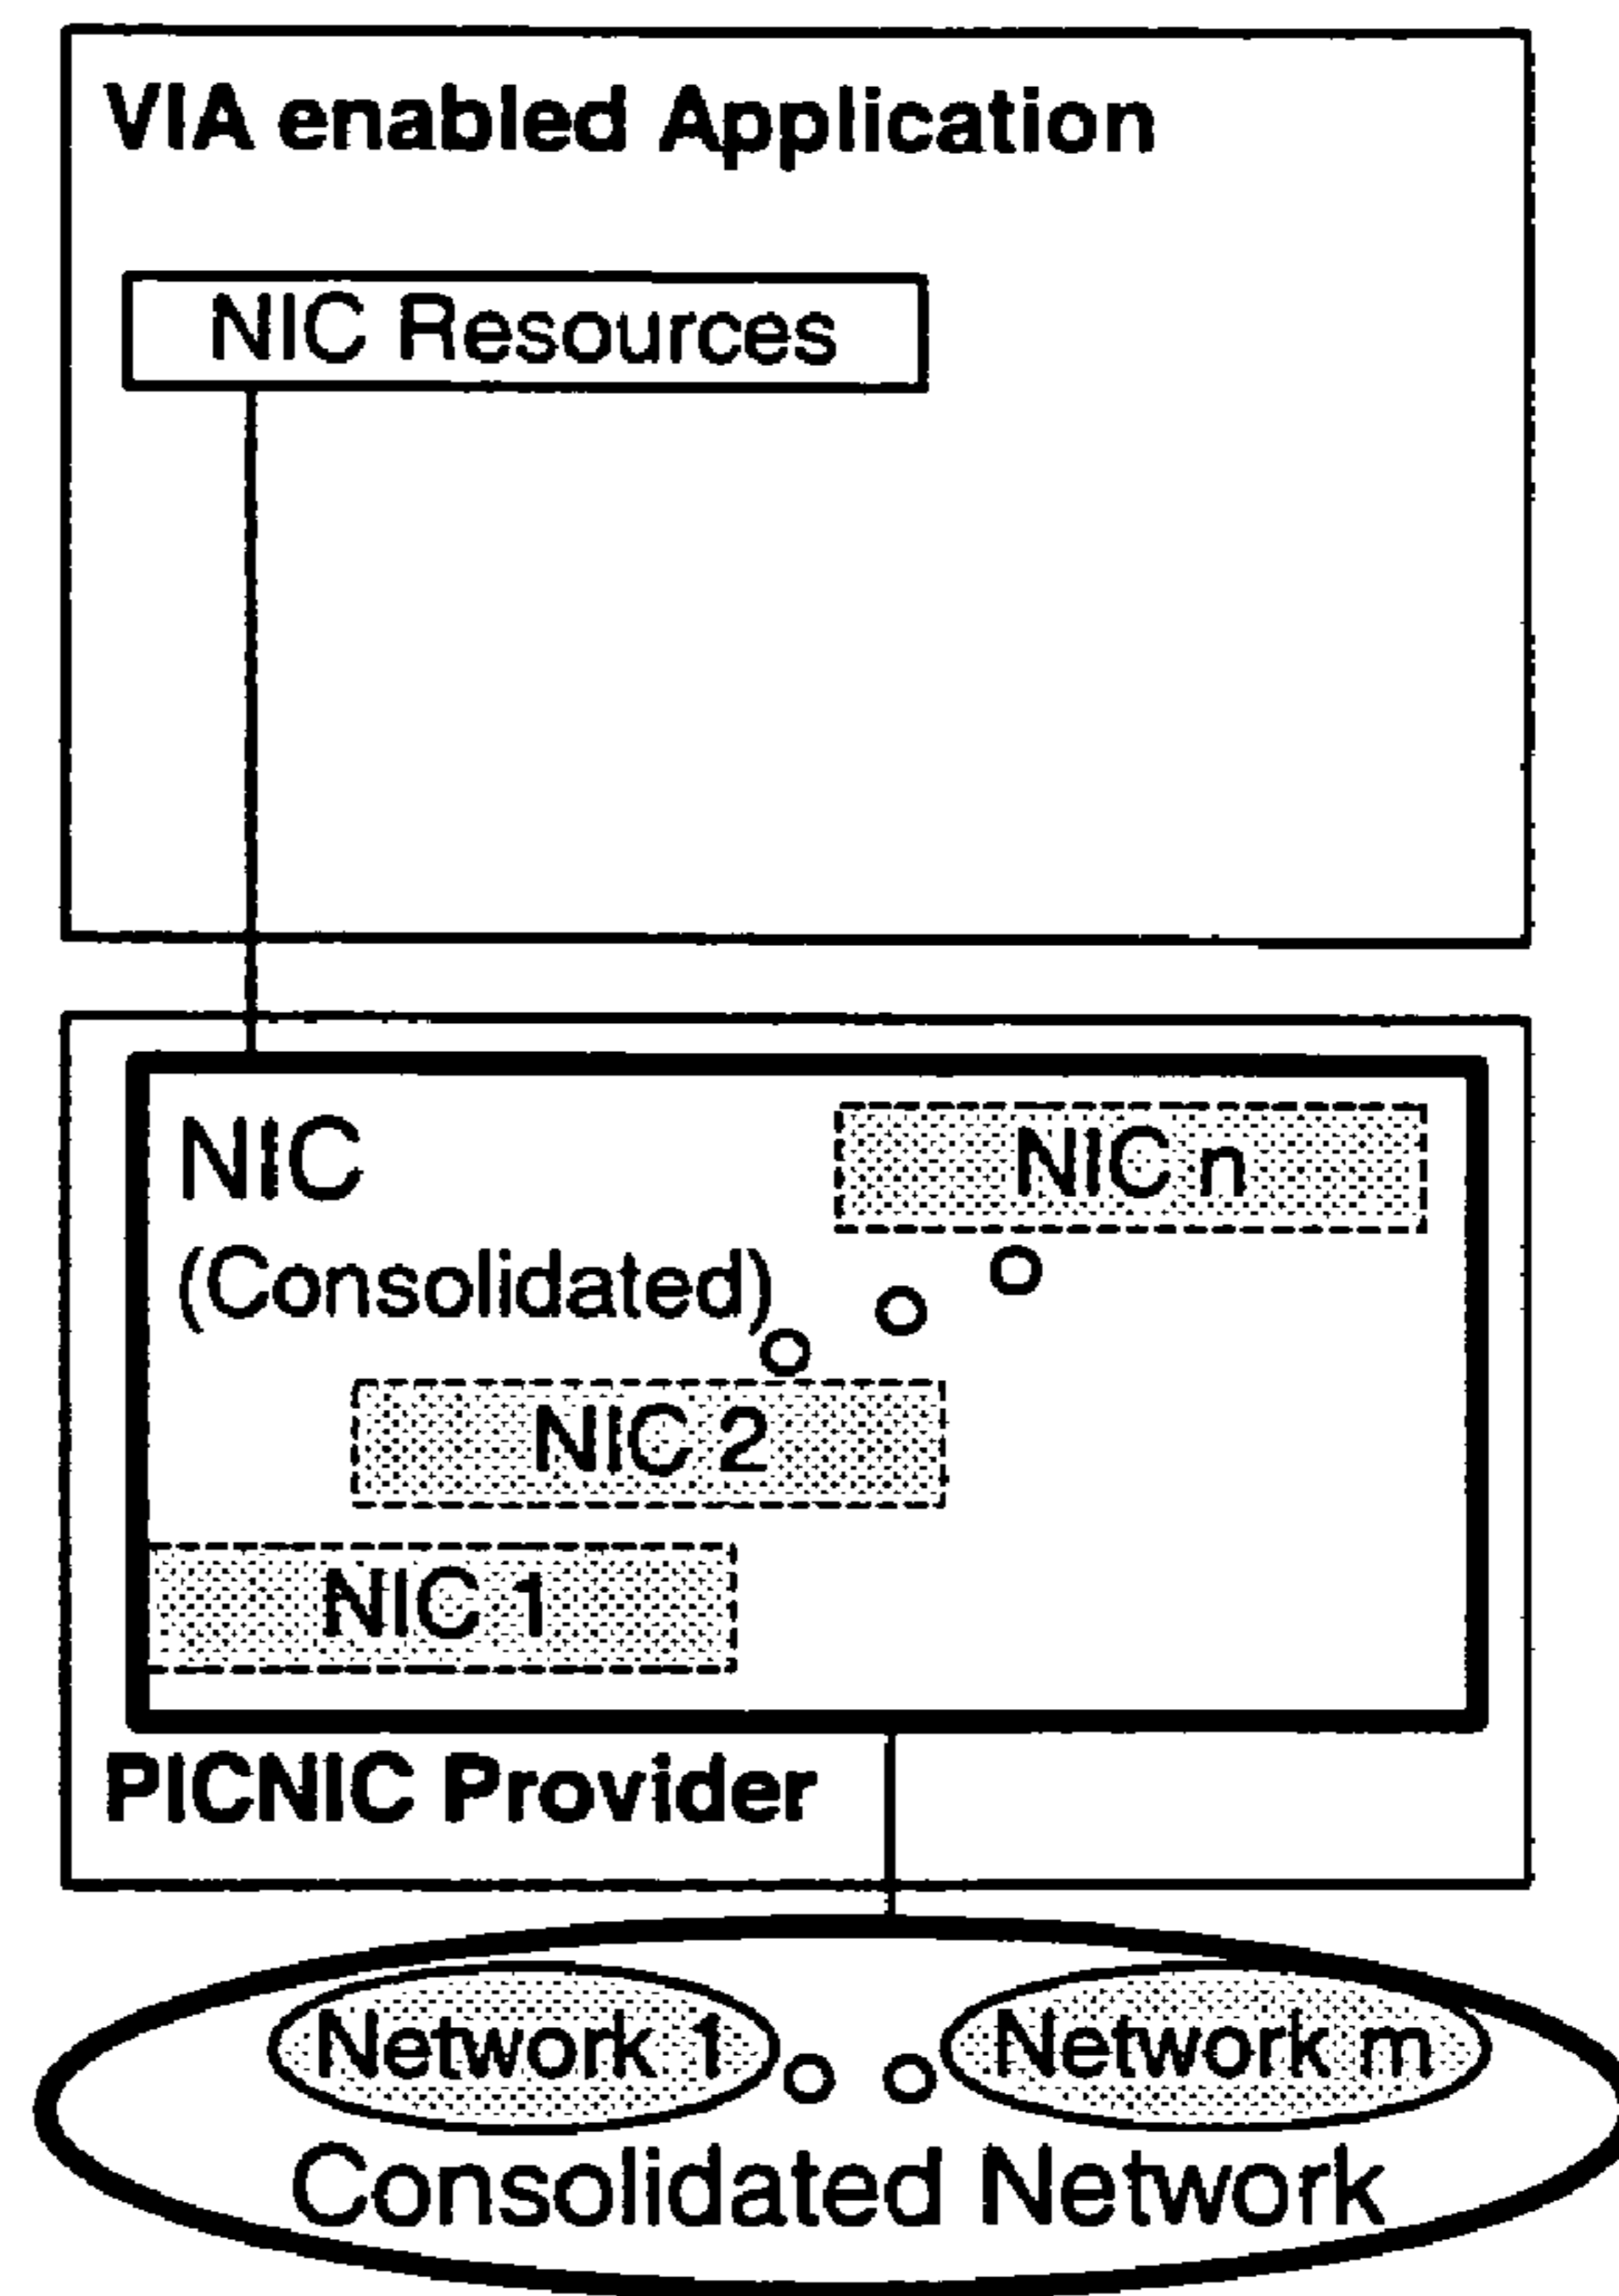 VIA enabled Application
NIC Resources
NIC
NIC n
(Consolidated)
NIC 2
NIC 1
PICNIC Provider
Network 1
Network m
Consolidated Network